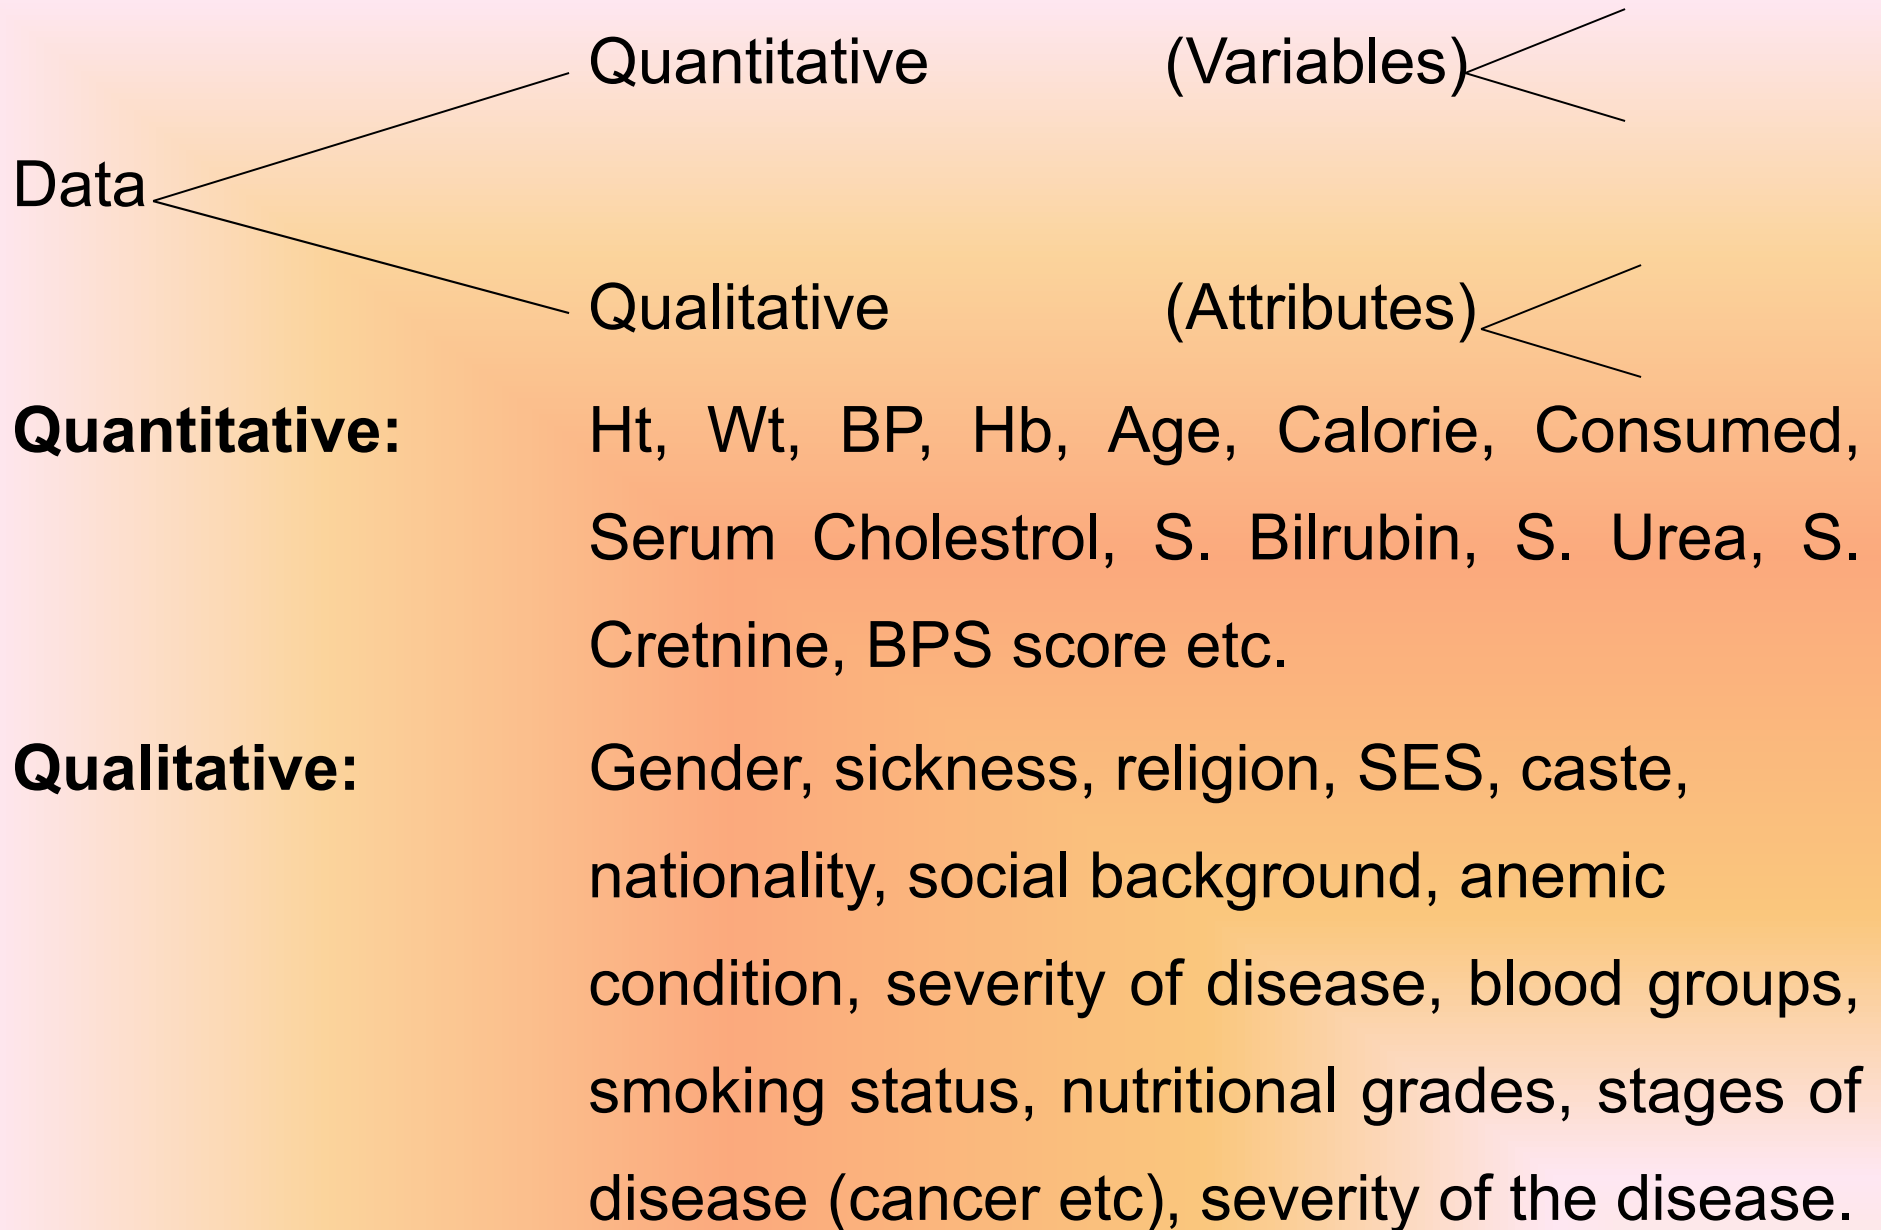 Quantitative (Variables)
Data
Qualitative (Attributes)
Quantitative: Ht, Wt, BP, Hb, Age, Calorie, Consumed,
Serum Cholestrol, S. Bilrubin, S. Urea, S.
Cretnine, BPS score etc.
Qualitative: Gender, sickness, religion, SES, caste,
nationality, social background, anemic
condition, severity of disease, blood groups,
smoking status, nutritional grades, stages of
disease (cancer etc), severity of the disease.